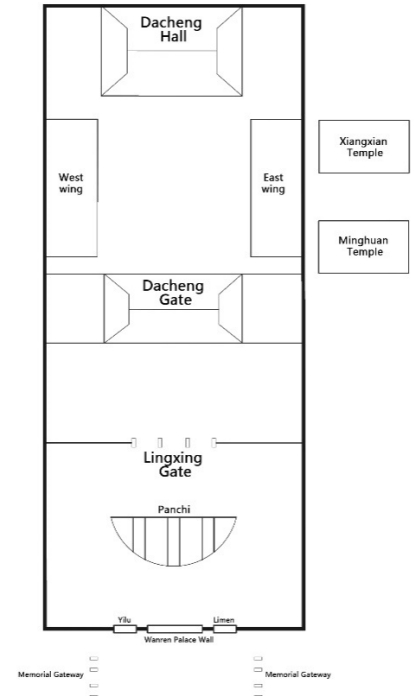 Dacheng
Hall
West
wing
East
wing
Xiangxian
Temple
Minghuan
Temple
Dacheng
Gate
Lingxing
Gate
Panchi
Yilu
Limen
Wanren Palace Wall
Memorial Gateway
Memorial Gateway